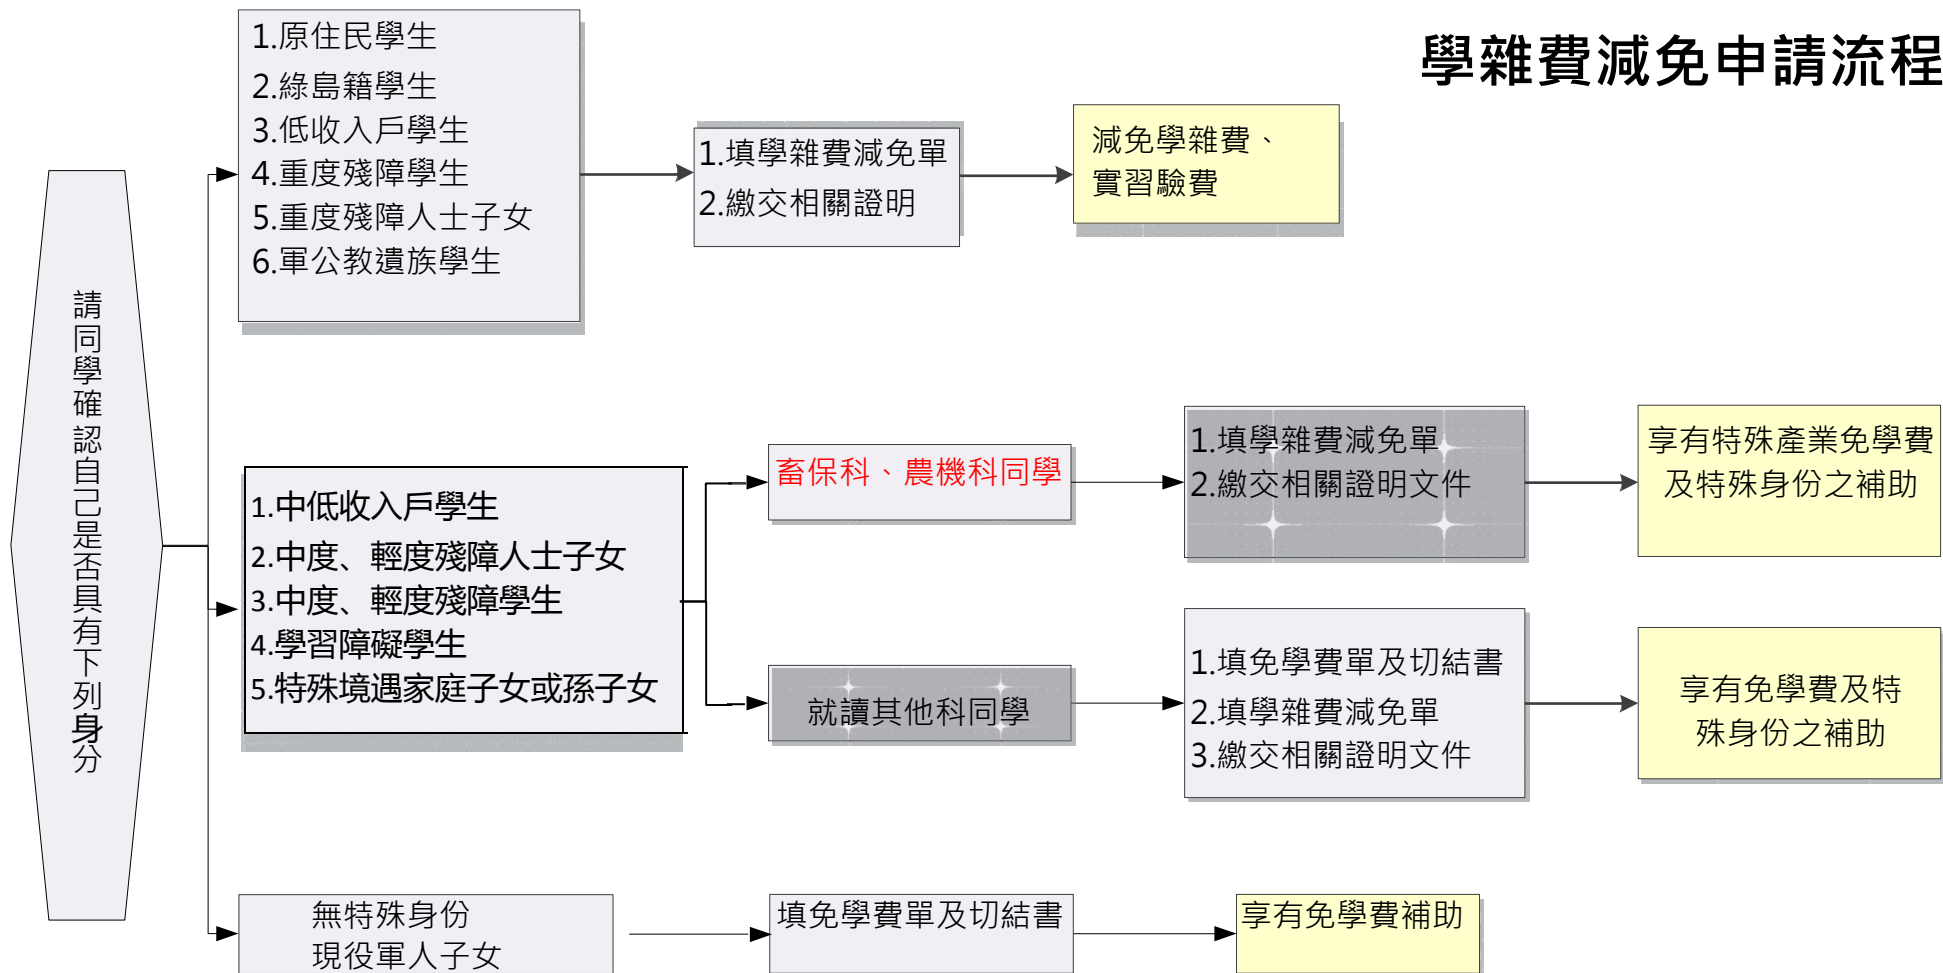 學雜費減免申請流程
請同學確認自己是否具有下列身分
1.原住民學生
2.綠島籍學生
3.低收入戶學生
4.重度殘障學生
5.重度殘障人士子女
6.軍公教遺族學生
1.填學雜費減免單
2.繳交相關證明
減免學雜費、
實習驗費
1.中低收入戶學生
2.中度、輕度殘障人士子女
3.中度、輕度殘障學生
4.學習障礙學生
5.特殊境遇家庭子女或孫子女
畜保科、農機科同學
1.填學雜費減免單
2.繳交相關證明文件
享有特殊產業免學費
及特殊身份之補助
就讀其他科同學
1.填免學費單及切結書
2.填學雜費減免單
3.繳交相關證明文件
享有免學費及特
殊身份之補助
無特殊身份
現役軍人子女
填免學費單及切結書
享有免學費補助